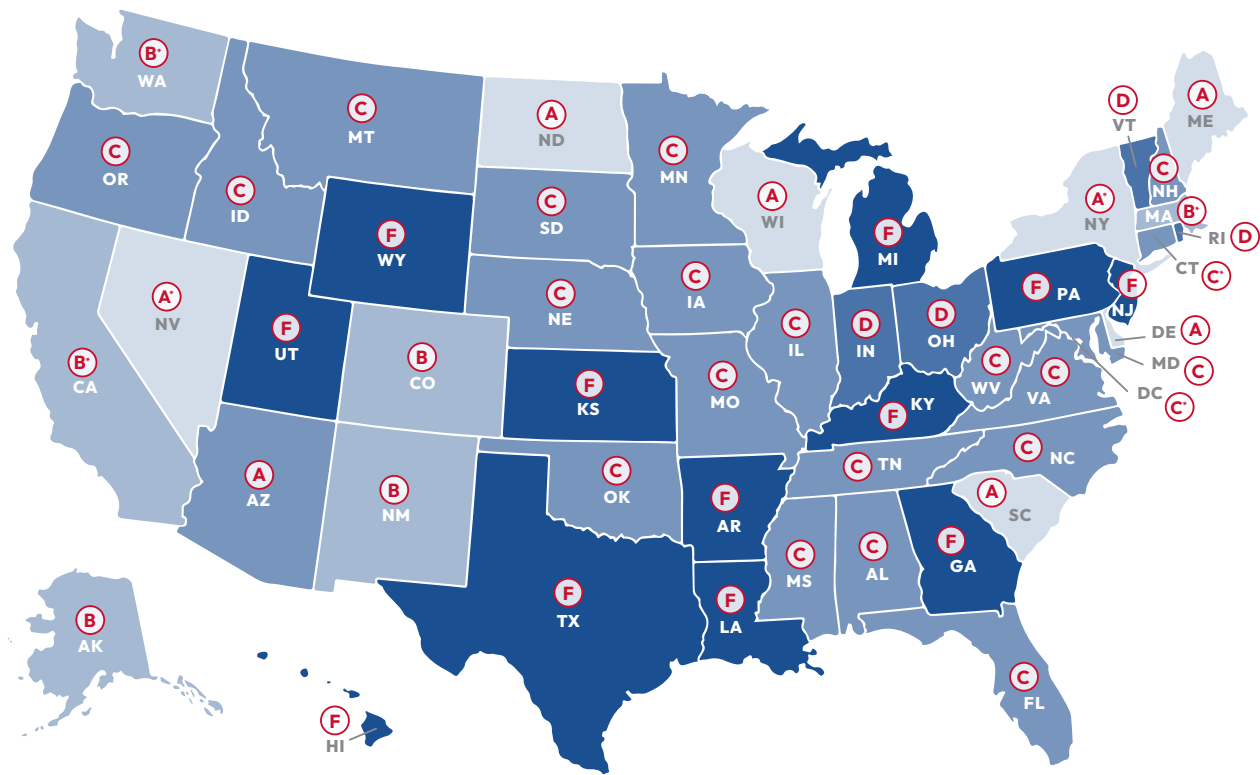 B*
WA
C
OR
C
MT
C
ID
A
ND
C
SD
C
MN
A
WI
F
WY
C
NE
C
IA
F
MI
A*
NY
D
VT
C
NH
A
ME
B*
MA
D
RI
C*
CT
F
PA
F
NJ
A
DE
C
MD
C*
DC
B*
CA
A*
NV
F
UT
B
CO
F
KS
C
MO
C
IL
D
IN
D
OH
C
WV
C
VA
F
KY
C
TN
C
NC
A
SC
A
AZ
B
NM
C
OK
F
AR
C
MS
C
AL
F
GA
F
TX
F
LA
C
FL
B
AK
F
HI